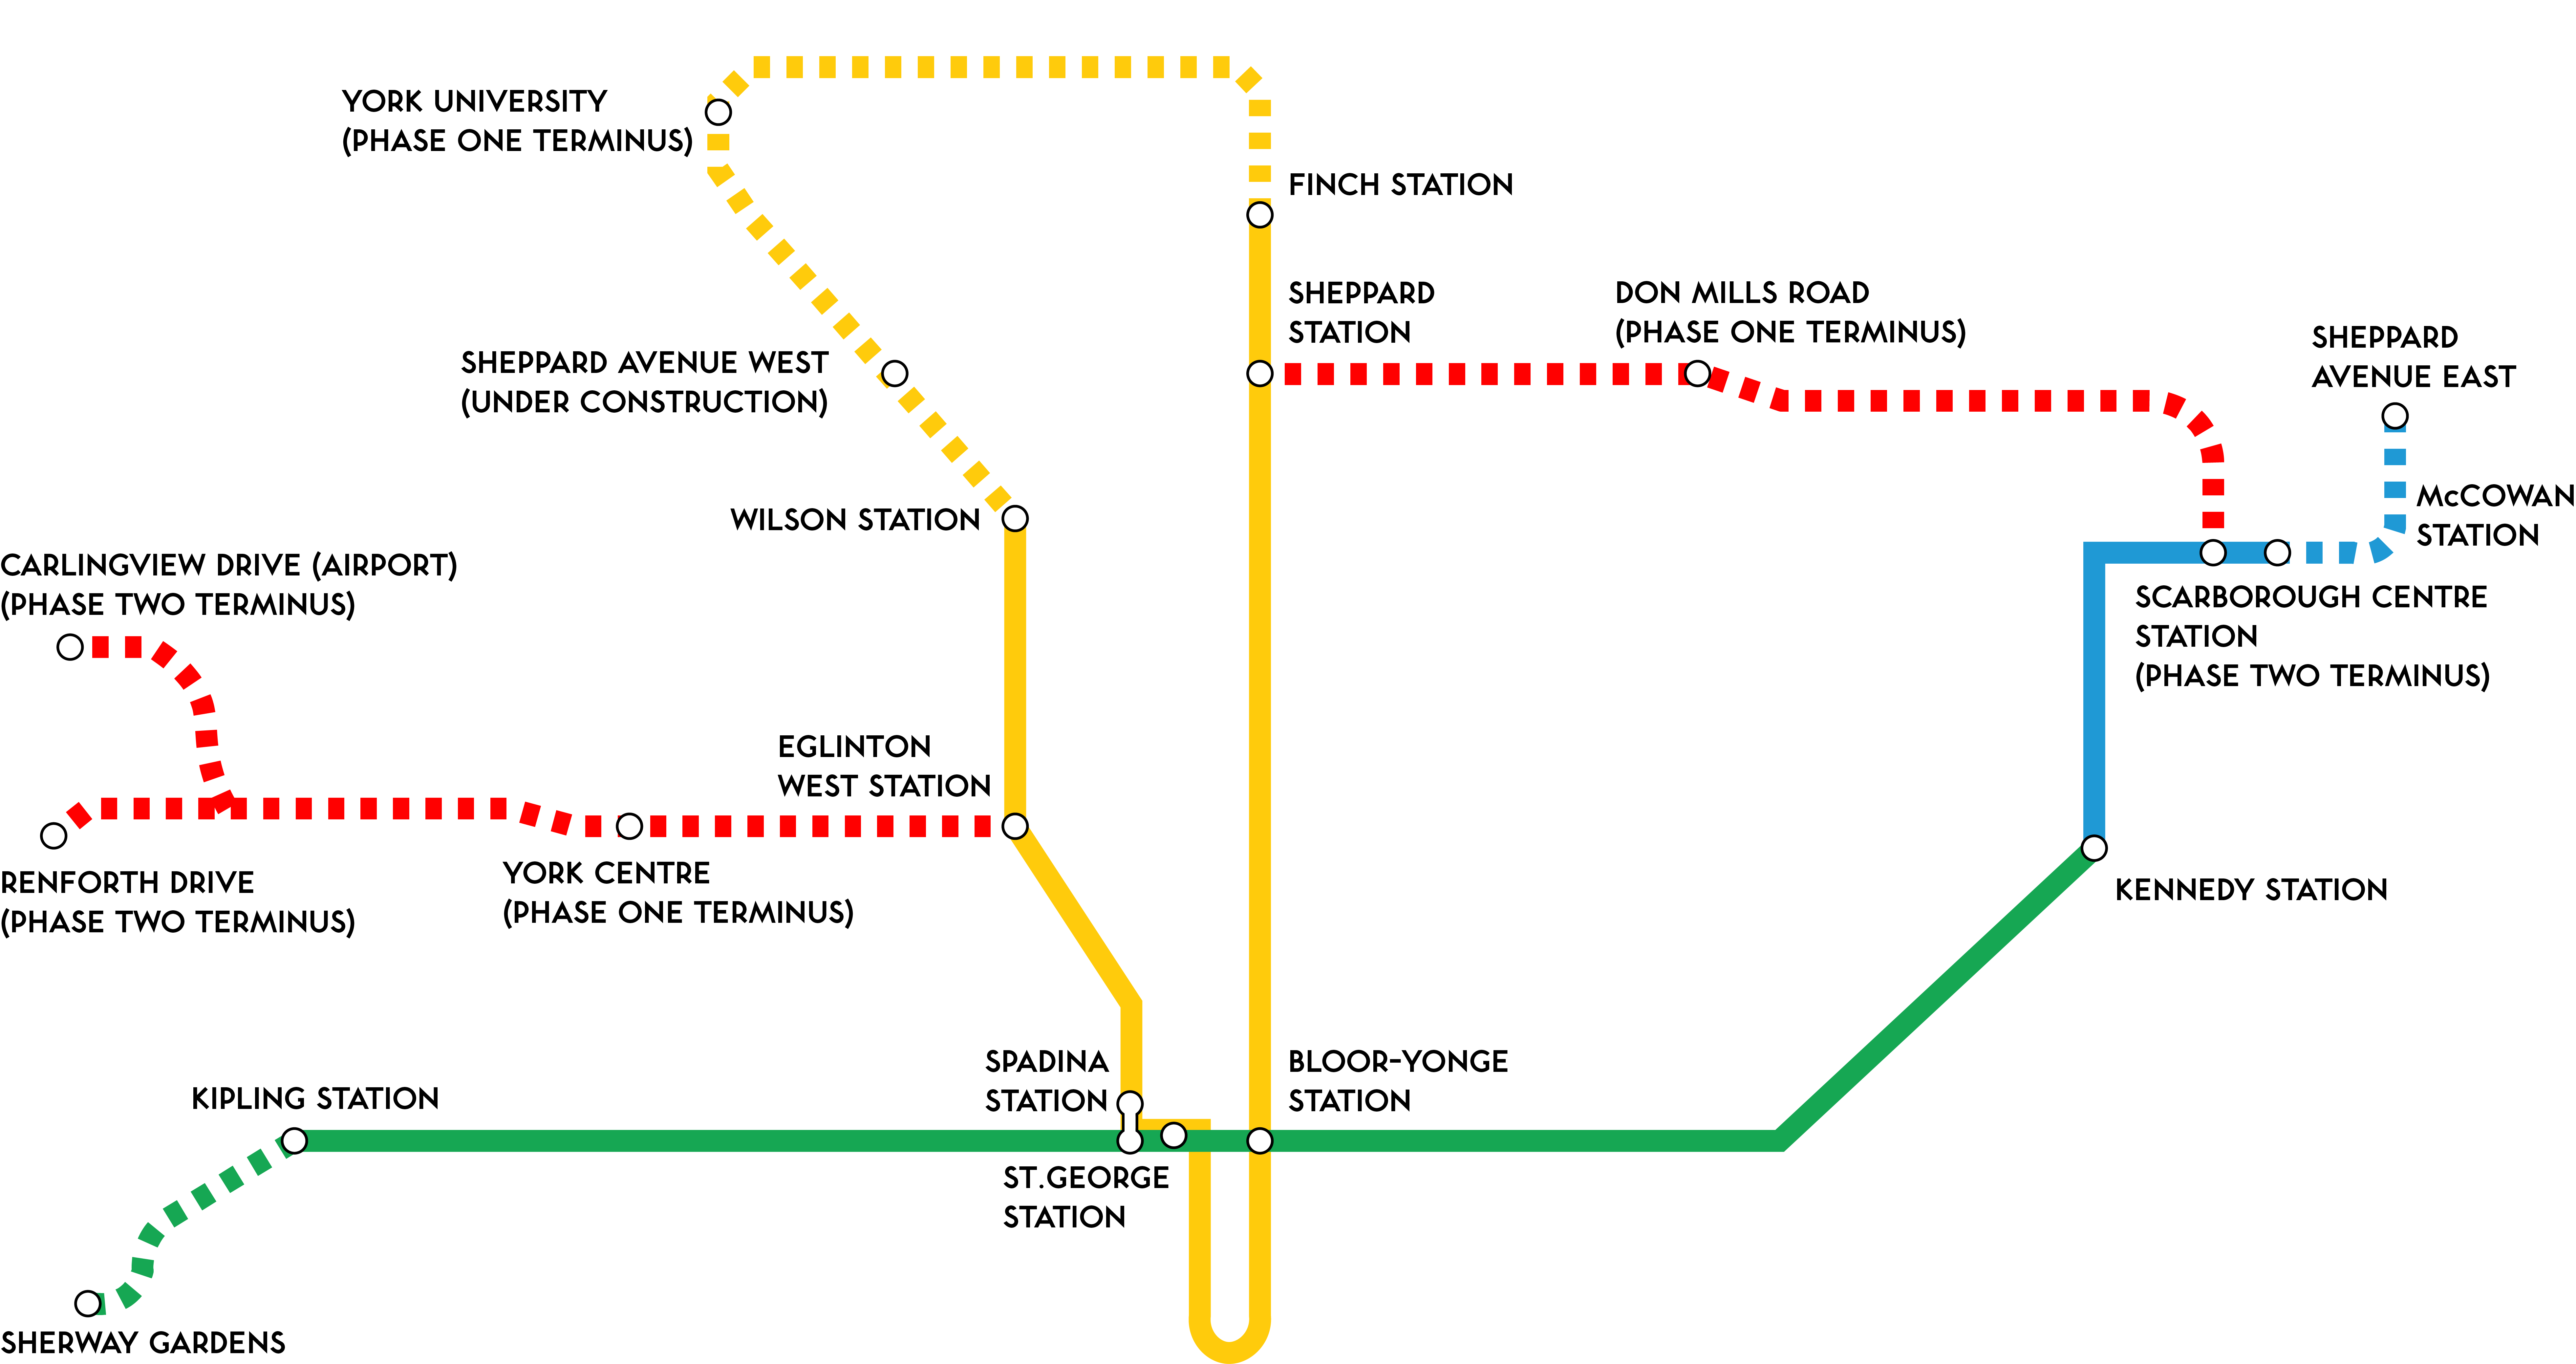 YORK UNIVERSITY
(PHASE ONE TERMINUS)
FINCH STATION
SHEPPARD
STATION
DON MILLS ROAD
(PHASE ONE TERMINUS)
SHEPPARD
AVENUE EAST
SHEPPARD AVENUE WEST
(UNDER CONSTRUCTION)
WILSON STATION
McCOWAN
STATION
CARLINGVIEW DRIVE (AIRPORT)
(PHASE TWO TERMINUS)
SCARBOROUGH CENTRE
STATION
(PHASE TWO TERMINUS)
EGLINTON
WEST STATION
RENFORTH DRIVE
(PHASE TWO TERMINUS)
YORK CENTRE
(PHASE ONE TERMINUS)
KENNEDY STATION
SPADINA
STATION
BLOOR-YONGE
STATION
KIPLING STATION
ST.GEORGE
STATION
SHERWAY GARDENS